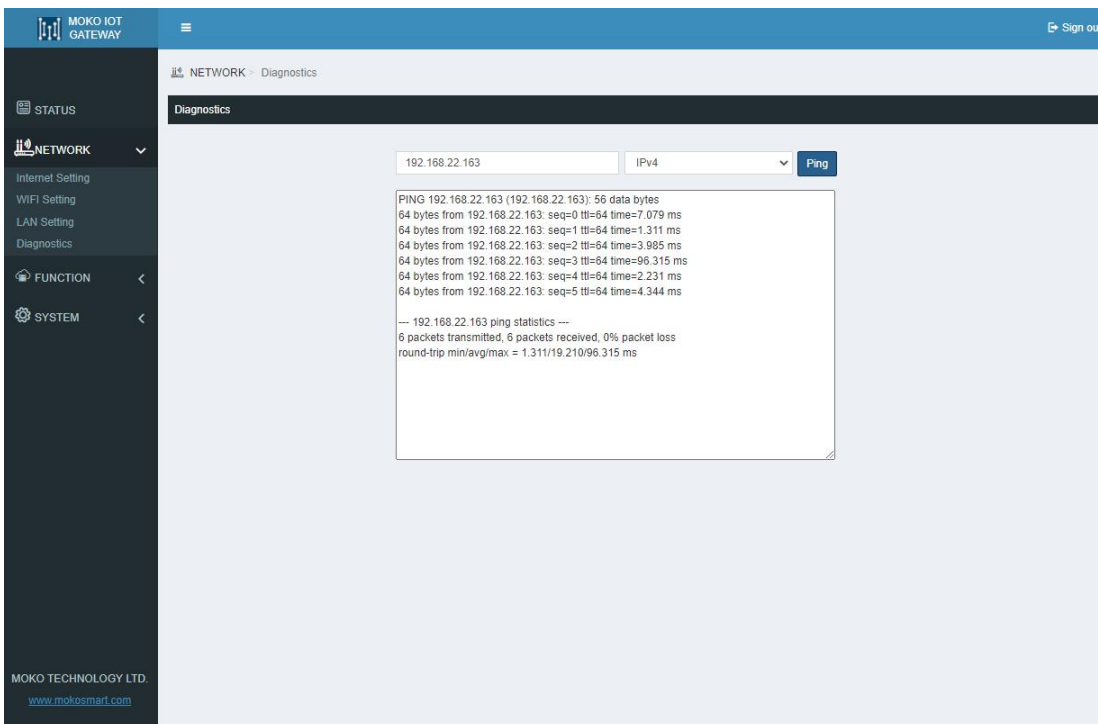 MOKO IOT
GATEWAY
Sign ou
NETWORK > Diagnostics
STATUS
Diagnostics
NETWORK
192.168.22.163 IPv4 Ping
Internet Setting
WIFI Setting
LAN Setting
Diagnostics
FUNCTION
SYSTEM
PING 192.168.22.163 (192.168.22.163): 56 data bytes
64 bytes from 192.168.22.163: seq=0 ttl=64 time=7.079 ms
64 bytes from 192.168.22.163: seq=1 ttl=64 time=1.311 ms
64 bytes from 192.168.22.163: seq=2 ttl=64 time=3.985 ms
64 bytes from 192.168.22.163: seq=3 ttl=64 time=96.315 ms
64 bytes from 192.168.22.163: seq=4 ttl=64 time=2.231 ms
64 bytes from 192.168.22.163: seq=5 ttl=64 time=4.344 ms
--- 192.168.22.163 ping statistics ---
6 packets transmitted, 6 packets received, 0% packet loss
round-trip min/avg/max = 1.311/19.210/96.315 ms
MOKO TECHNOLOGY LTD.
www.mokosmart.com